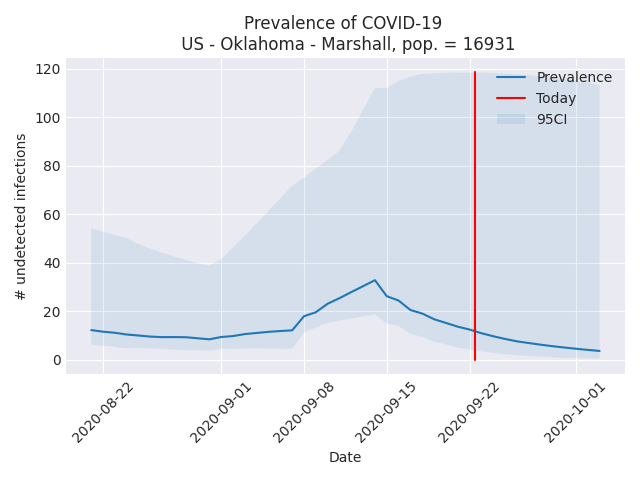 Prevalence of COVID-19
US - Oklahoma - Marshall, pop. = 16931
120
100
80
60
40
20
0
# undetected infections
Prevalence
Today
95CI
2020-08-22
2020-09-01
2020-09-08
2020-09-15
2020-09-22
2020-10-01
Date